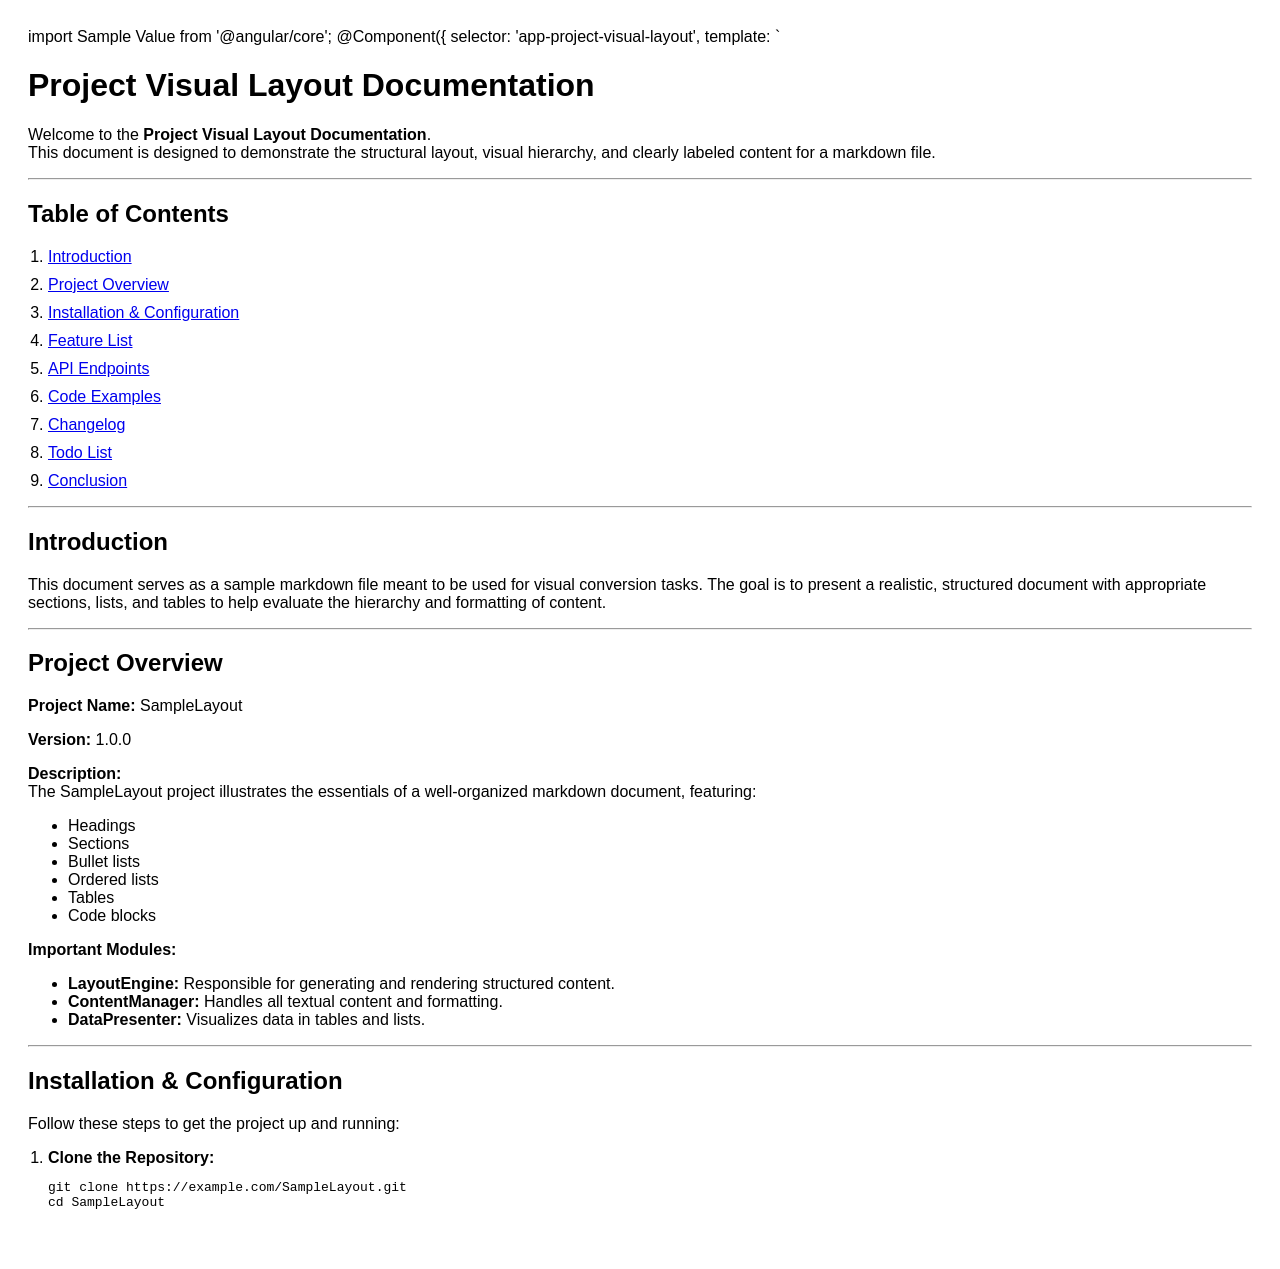 import Sample Value from '@angular/core'; @Component({ selector: 'app-project-visual-layout', template: `
Project Visual Layout Documentation
Welcome to the Project Visual Layout Documentation.
This document is designed to demonstrate the structural layout, visual hierarchy, and clearly labeled content for a markdown file.
Table of Contents
1. Introduction
2. Project Overview
3. Installation & Configuration
4. Feature List
5. API Endpoints
6. Code Examples
7. Changelog
8. Todo List
9. Conclusion
Introduction
This document serves as a sample markdown file meant to be used for visual conversion tasks. The goal is to present a realistic, structured document with appropriate
sections, lists, and tables to help evaluate the hierarchy and formatting of content.
Project Overview
Project Name: SampleLayout
Version: 1.0.0
Description:
The SampleLayout project illustrates the essentials of a well-organized markdown document, featuring:
• Headings
• Sections
• Bullet lists
• Ordered lists
• Tables
• Code blocks
Important Modules:
• LayoutEngine: Responsible for generating and rendering structured content.
• ContentManager: Handles all textual content and formatting.
• DataPresenter: Visualizes data in tables and lists.
Installation & Configuration
Follow these steps to get the project up and running:
1. Clone the Repository:
git clone https://example.com/SampleLayout.git
cd SampleLayout